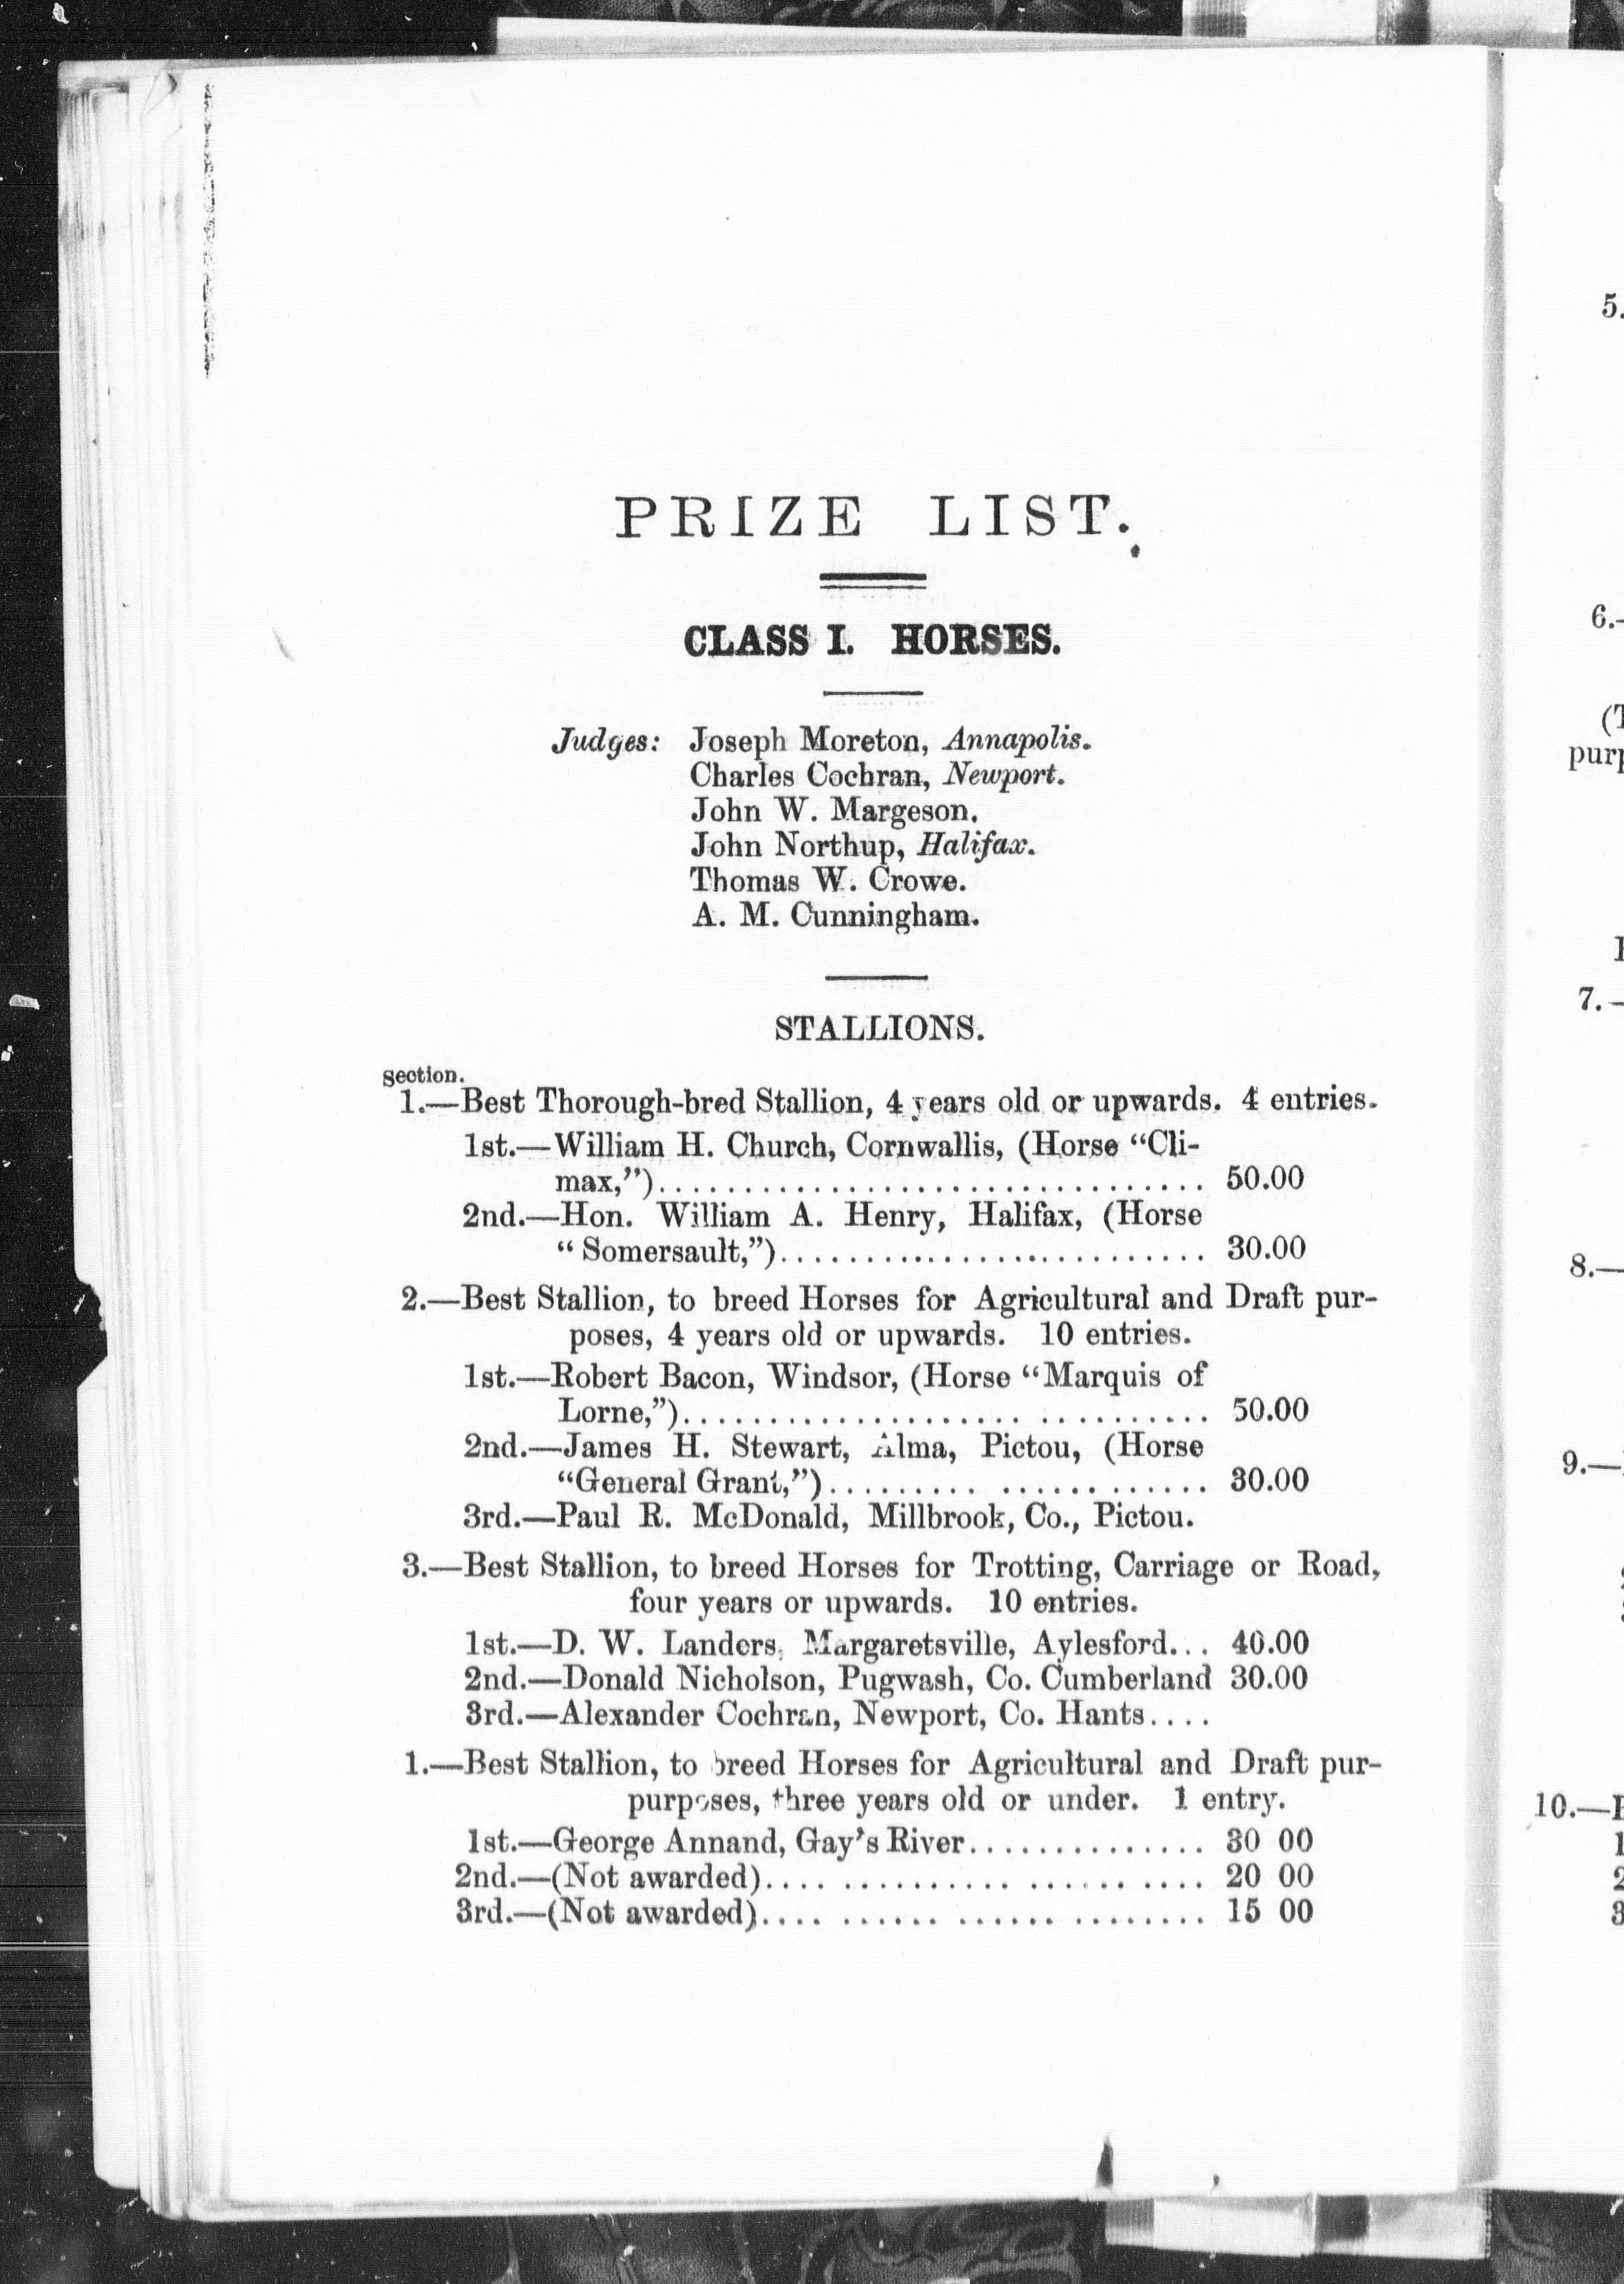 PRIZE LIST.
CLASS I. HORSES.
Judges: Joseph Moreton, Annapolis.
Charles Cochran, Newport.
John W. Margeson.
John Northup, Halifax.
Thomas W. Crowe.
A. M. Cunningham.
STALLIONS.
section.
1.—Best Thorough-bred Stallion, 4 years old or upwards. 4 entries.
1st.—William H. Church, Cornwallis, (Horse “Cli-
max,”)................................ 50.00
2nd.—Hon. William A. Henry, Halifax, (Horse
“Somersault,”)......................... 30.00
2.—Best Stallion, to breed Horses for Agricultural and Draft pur-
poses, 4 years old or upwards. 10 entries.
1st.—Robert Bacon, Windsor, (Horse “Marquis of
Lorne,”).................... .......... 50.00
2nd.—James H. Stewart, Alma, Pictou, (Horse
“General Grant,”)......... ............ 30.00
3rd.—Paul R. McDonald, Millbrook, Co., Pictou.
3.—Best Stallion, to breed Horses for Trotting, Carriage or Road,
four years or upwards. 10 entries.
1st.—D. W. Landers, Margaretsville, Aylesford... 40.00
2nd.—Donald Nicholson, Pugwash, Co. Cumberland 30.00
3rd.—Alexander Cochran, Newport, Co. Hants....
1.—Best Stallion, to breed Horses for Agricultural and Draft pur-
purposes, three years old or under. 1 entry.
1st.—George Annand, Gay’s River.............. 30 00
2nd.—(Not awarded).... .......... ...... .... 20 00
3rd.—(Not awarded).... ...... ...... ........ 15 00
5.
6.-
7.—
8.—
9.—
10.—